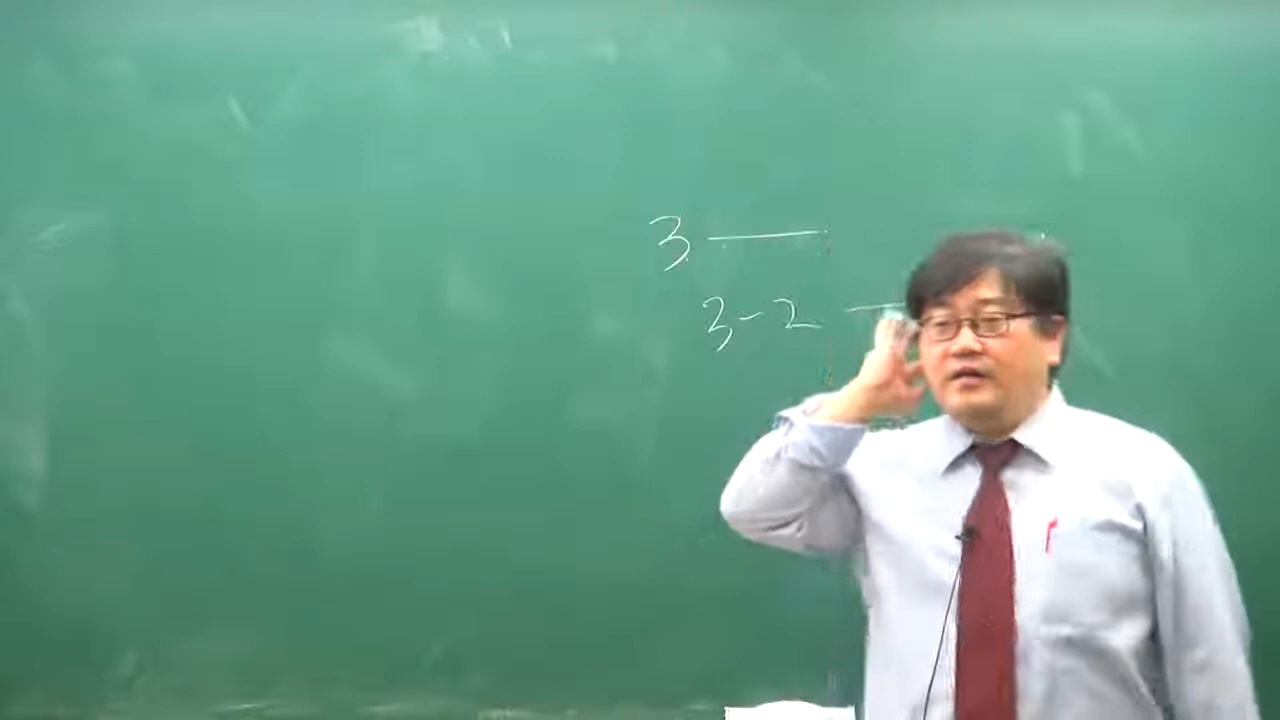 3 —
3-2 —